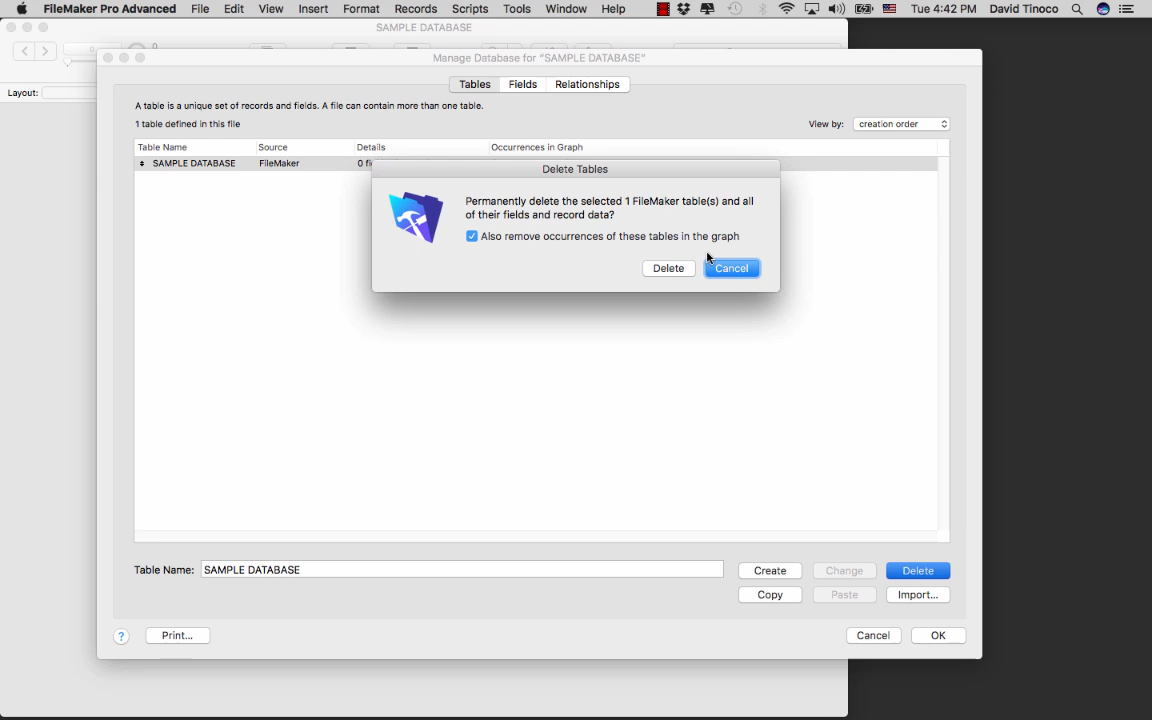 FileMaker Pro Advanced File Edit View Insert Format Records Scripts Tools Window Help Tue 4:42 PM David Tinoco
SAMPLE DATABASE
Manage Database for "SAMPLE DATABASE"
Layout:
Tables Fields Relationships
A table is a unique set of records and fields. A file can contain more than one table.
1 table defined in this file
View by: creation order
Table Name Source Details Occurrences in Graph
SAMPLE DATABASE FileMaker 0 fi
Delete Tables
Permanently delete the selected 1 FileMaker table(s) and all
of their fields and record data?
Also remove occurrences of these tables in the graph
Delete Cancel
Table Name: SAMPLE DATABASE Create Change Delete
Copy Paste Import...
? Print... Cancel OK